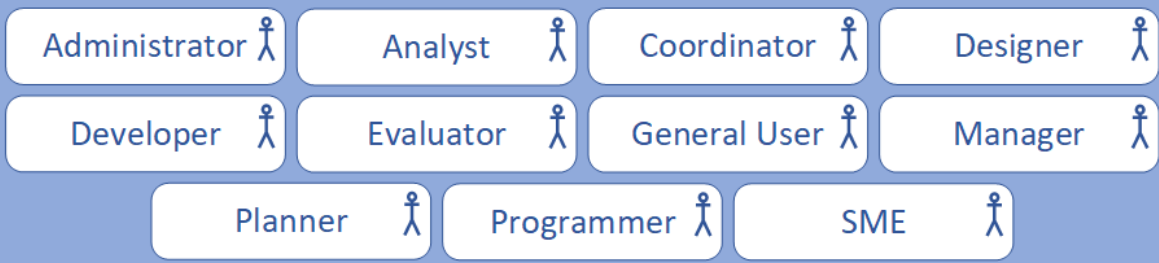 Administrator Analyst Coordinator Designer
Developer Evaluator General User Manager
Planner Programmer SME